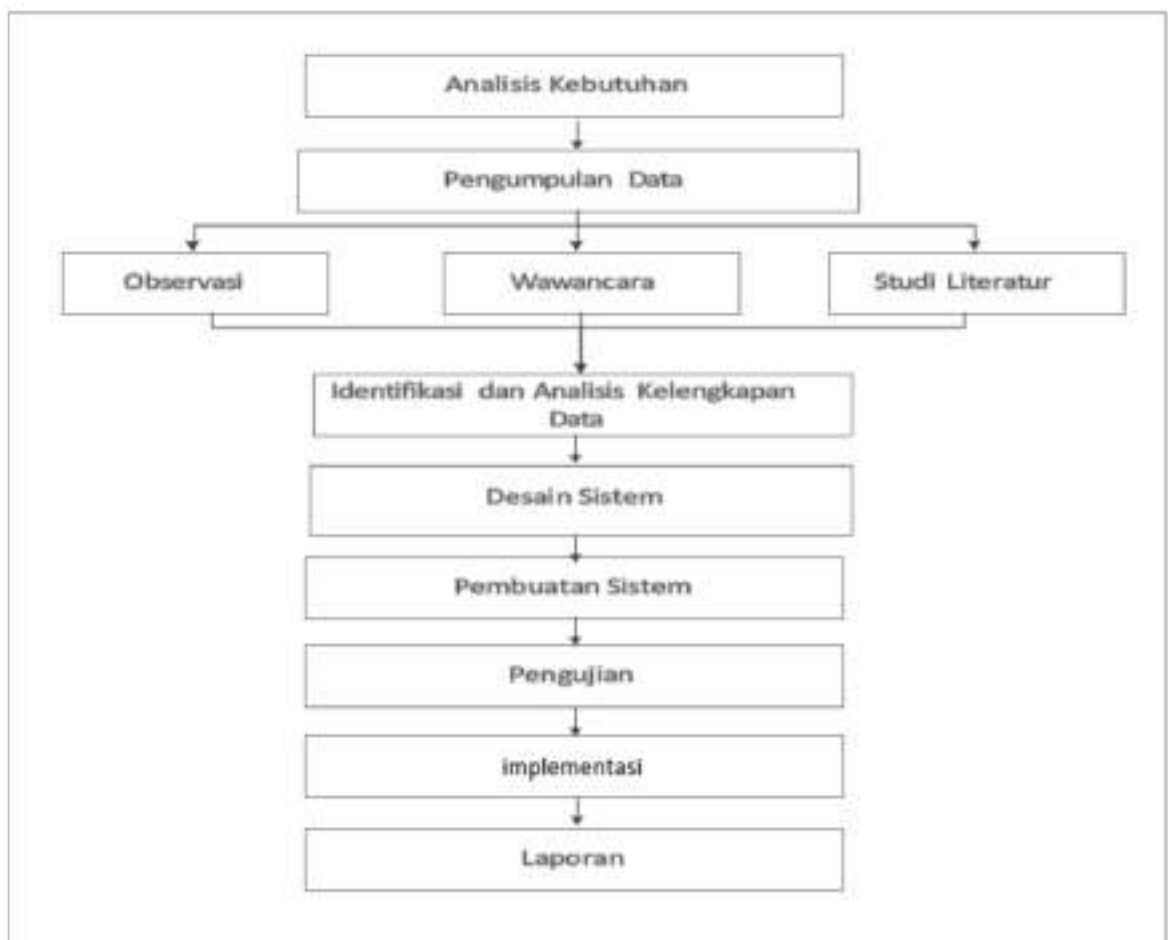 Analisis Kebutuhan
Pengumpulan Data
Observasi
Wawancara
Studi Literatur
Identifikasi dan Analisis Kelengkapan
Data
Desain Sistem
Pembuatan Sistem
Pengujian
implementasi
Laporan